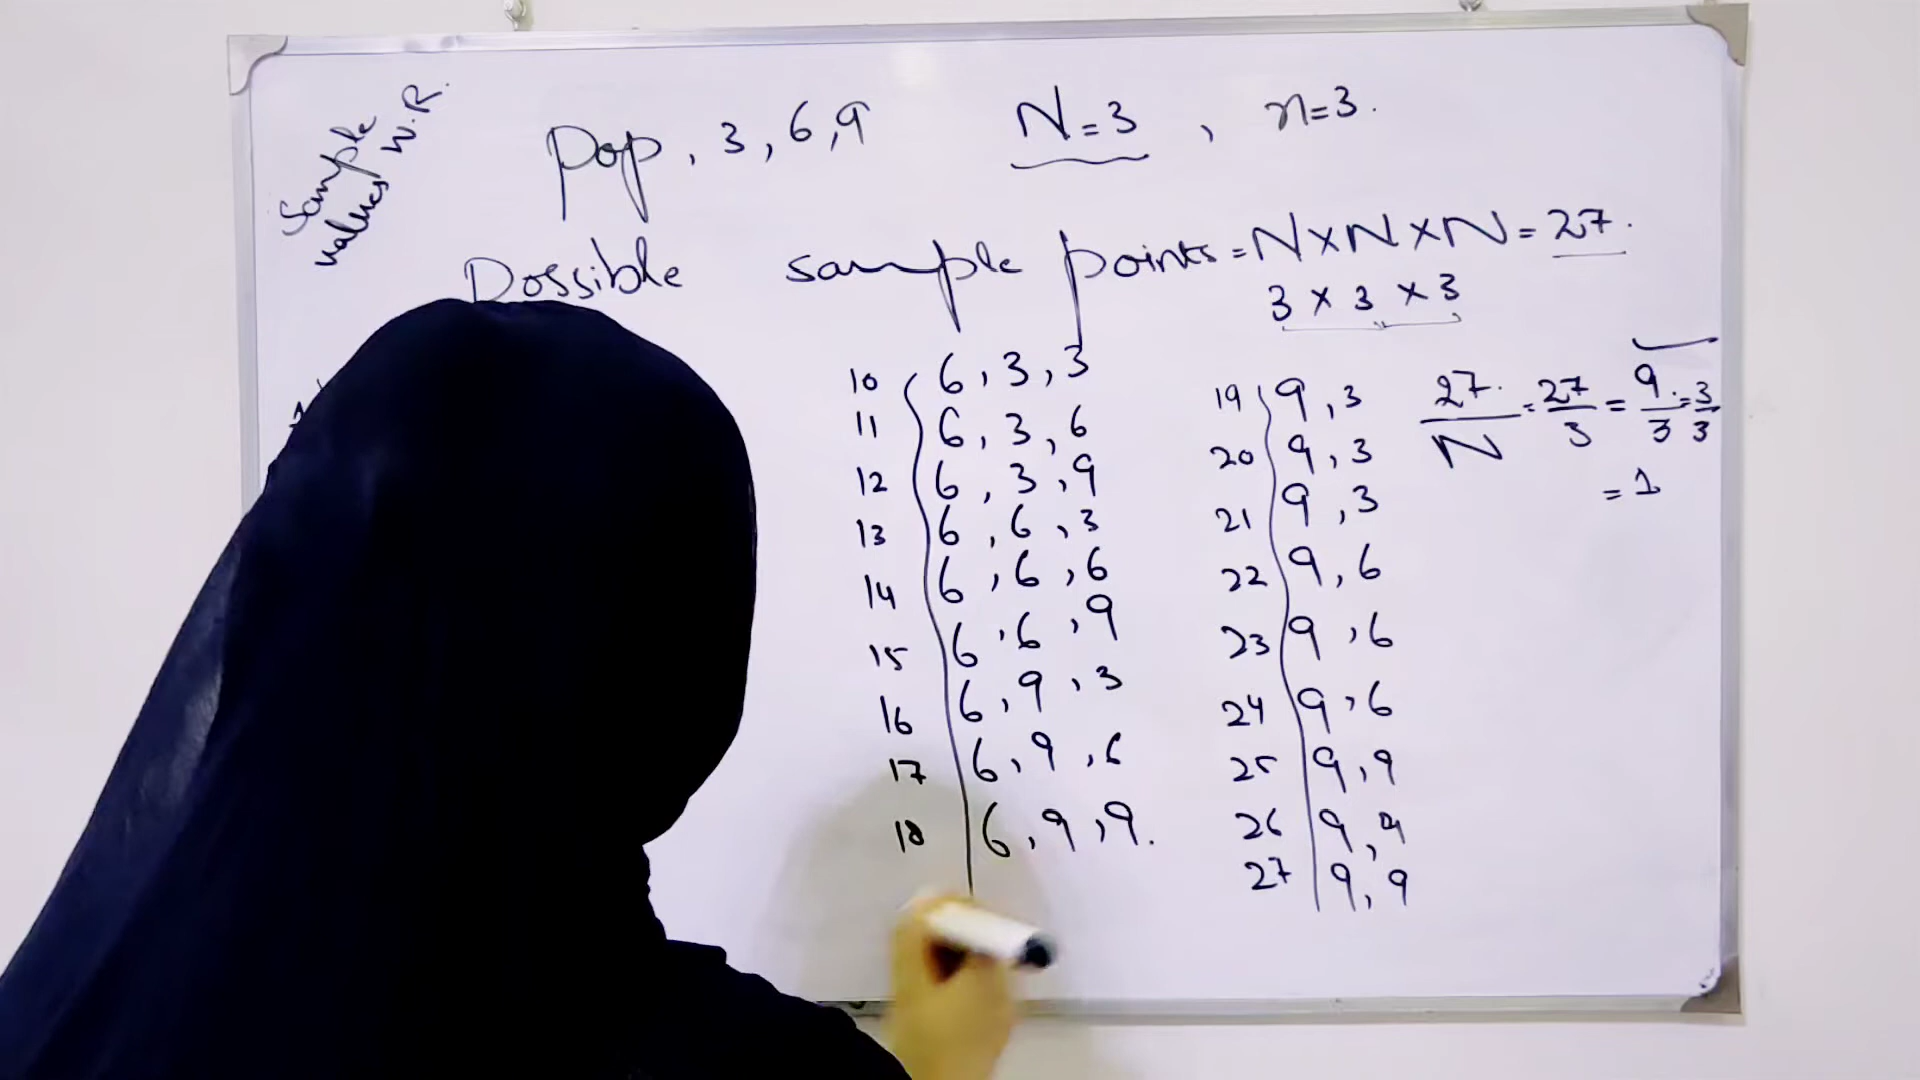 Sample
values W.R.
Pop, 3, 6, 9 N=3 , n=3.
Possible sample points = N×N×N = 27.
3 × 3 × 3
10 6, 3, 3
11 6, 3, 6
12 6, 3, 9
13 6, 6, 3
14 6, 6, 6
15 6, 6, 9
16 6, 9, 3
17 6, 9, 6
18 6, 9, 9.
19 9, 3
20 9, 3
21 9, 3
22 9, 6
23 9, 6
24 9, 6
25 9, 9
26 9, 9
27 9, 9
27./N = 27/3 = 9./3 = 3/3
= 1